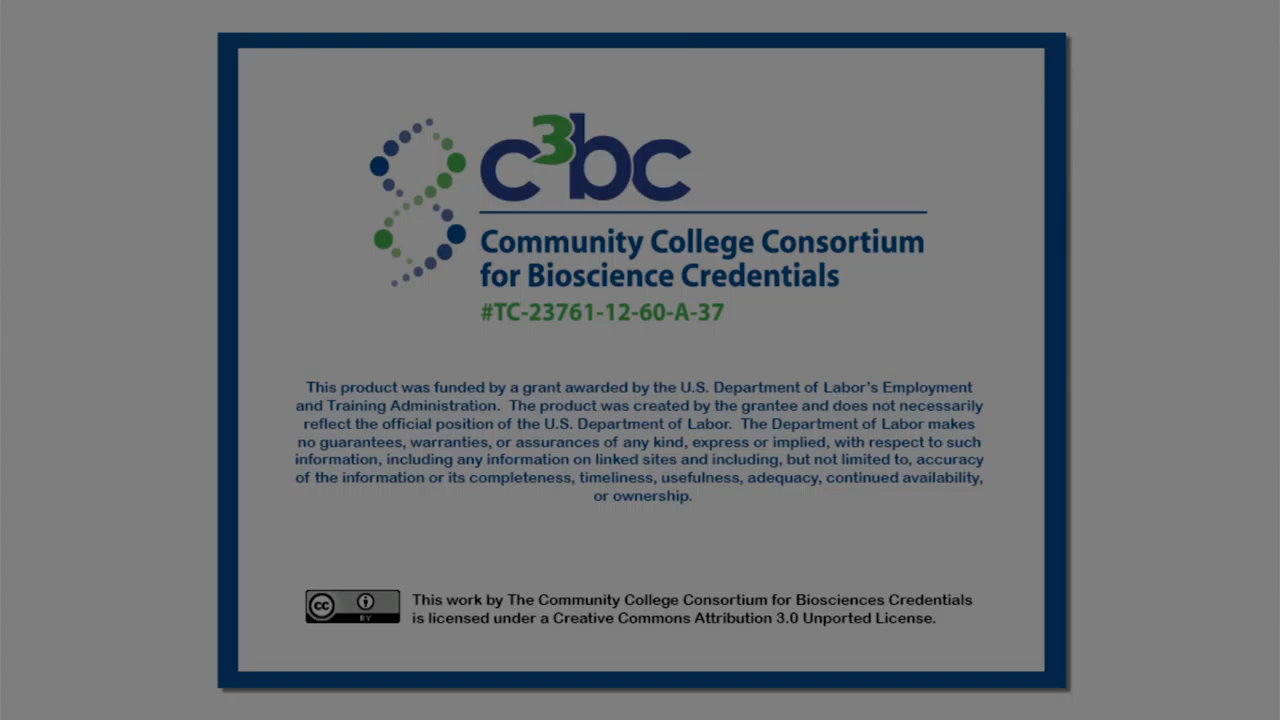 c3bc
Community College Consortium
for Bioscience Credentials
#TC-23761-12-60-A-37
This product was funded by a grant awarded by the U.S. Department of Labor's Employment
and Training Administration.  The product was created by the grantee and does not necessarily
reflect the official position of the U.S. Department of Labor.  The Department of Labor makes
no guarantees, warranties, or assurances of any kind, express or implied, with respect to such
information, including any information on linked sites and including, but not limited to, accuracy
of the information or its completeness, timeliness, usefulness, adequacy, continued availability,
or ownership.
cc BY
This work by The Community College Consortium for Biosciences Credentials
is licensed under a Creative Commons Attribution 3.0 Unported License.